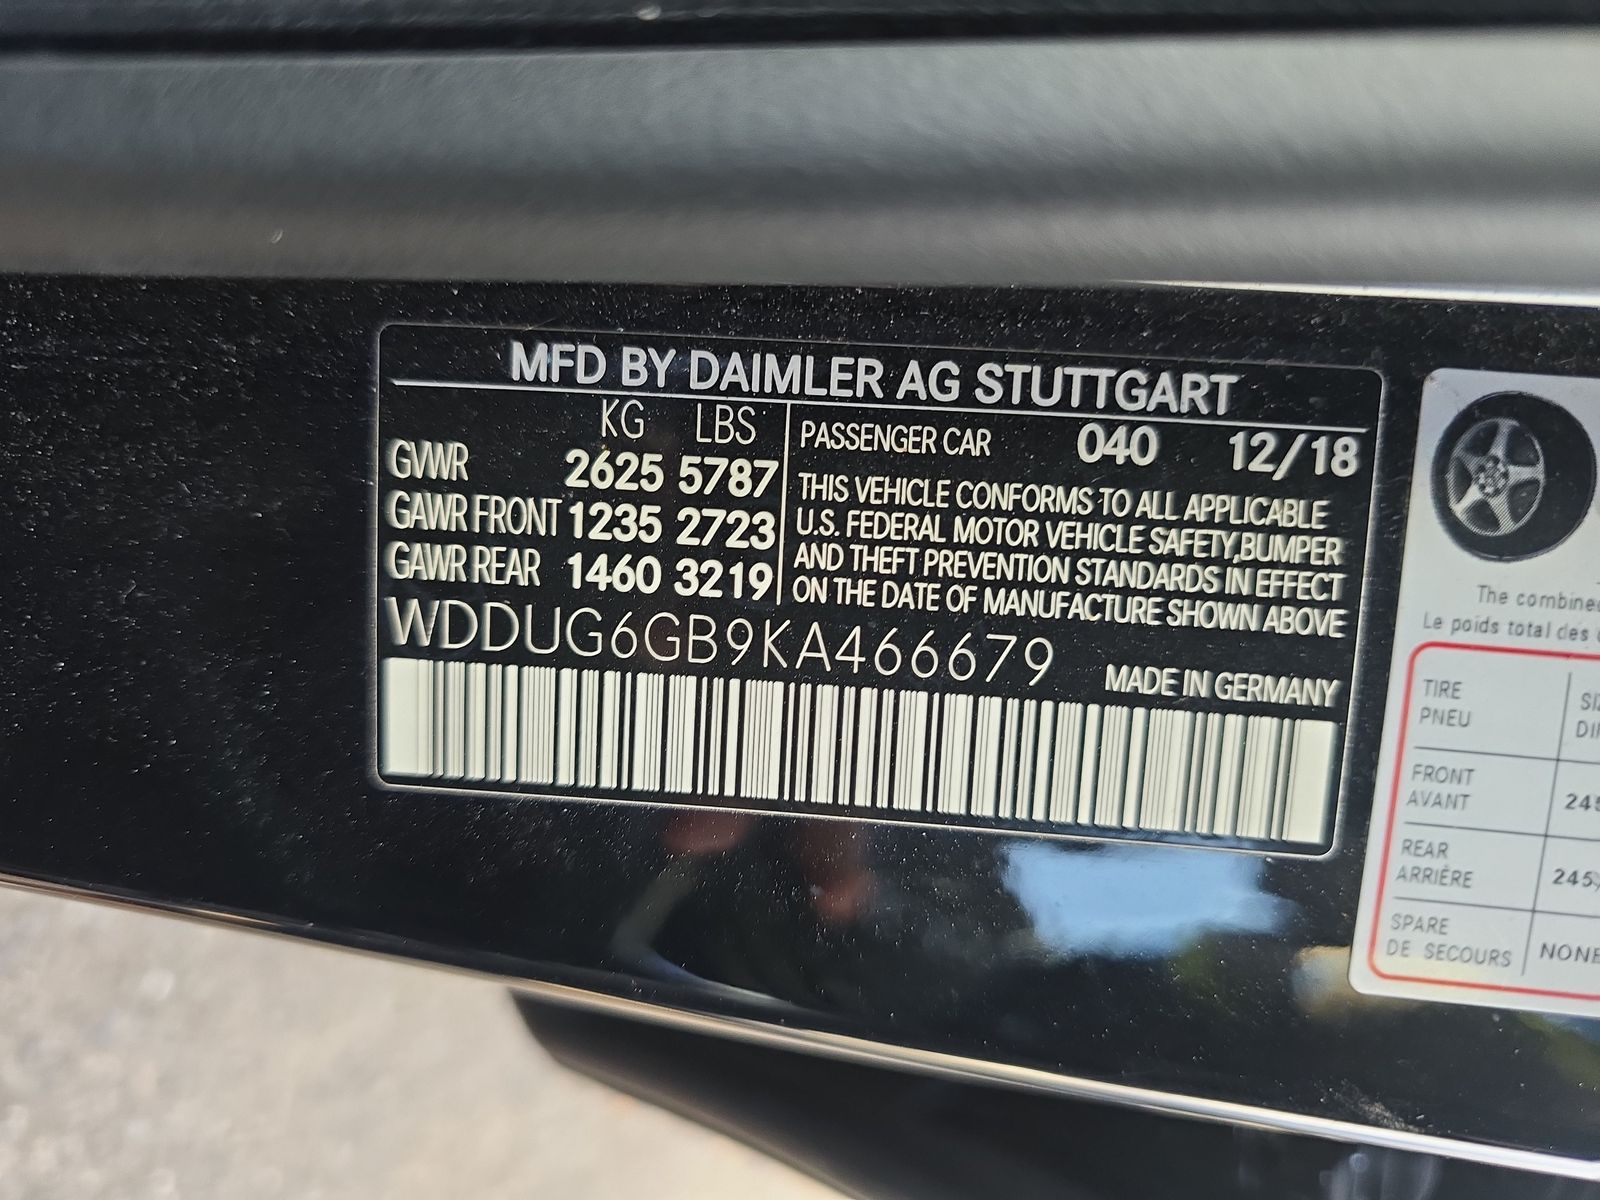 MFD BY DAIMLER AG STUTTGART
KG LBS
GVWR 2625 5787
GAWR FRONT 1235 2723
GAWR REAR 1460 3219
PASSENGER CAR 040 12/18
THIS VEHICLE CONFORMS TO ALL APPLICABLE
U.S. FEDERAL MOTOR VEHICLE SAFETY, BUMPER
AND THEFT PREVENTION STANDARDS IN EFFECT
ON THE DATE OF MANUFACTURE SHOWN ABOVE
WDDUG6GB9KA466679
MADE IN GERMANY
The combined
Le poids total des
TIRE
PNEU
FRONT
AVANT 245
REAR
ARRIÈRE 245
SPARE
DE SECOURS NONE